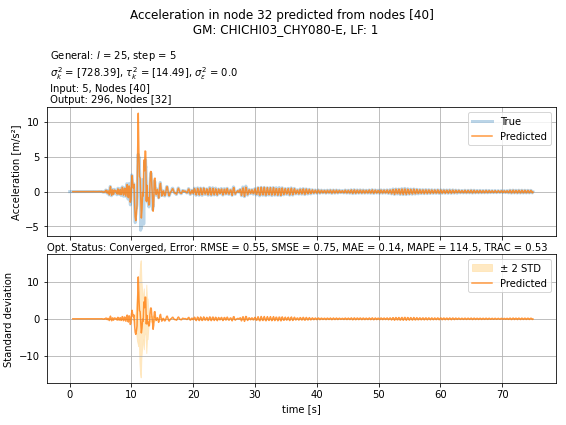 Acceleration in node 32 predicted from nodes [40]
GM: CHICHI03_CHY080-E, LF: 1
General: l = 25, step = 5
σ²ₖ = [728.39], τ²ₖ = [14.49], σ²ε = 0.0
Input: 5, Nodes [40]
Output: 296, Nodes [32]
True
Predicted
Acceleration [m/s²]
10
5
0
−5
Opt. Status: Converged, Error: RMSE = 0.55, SMSE = 0.75, MAE = 0.14, MAPE = 114.5, TRAC = 0.53
± 2 STD
Predicted
Standard deviation
10
0
−10
0 10 20 30 40 50 60 70
time [s]